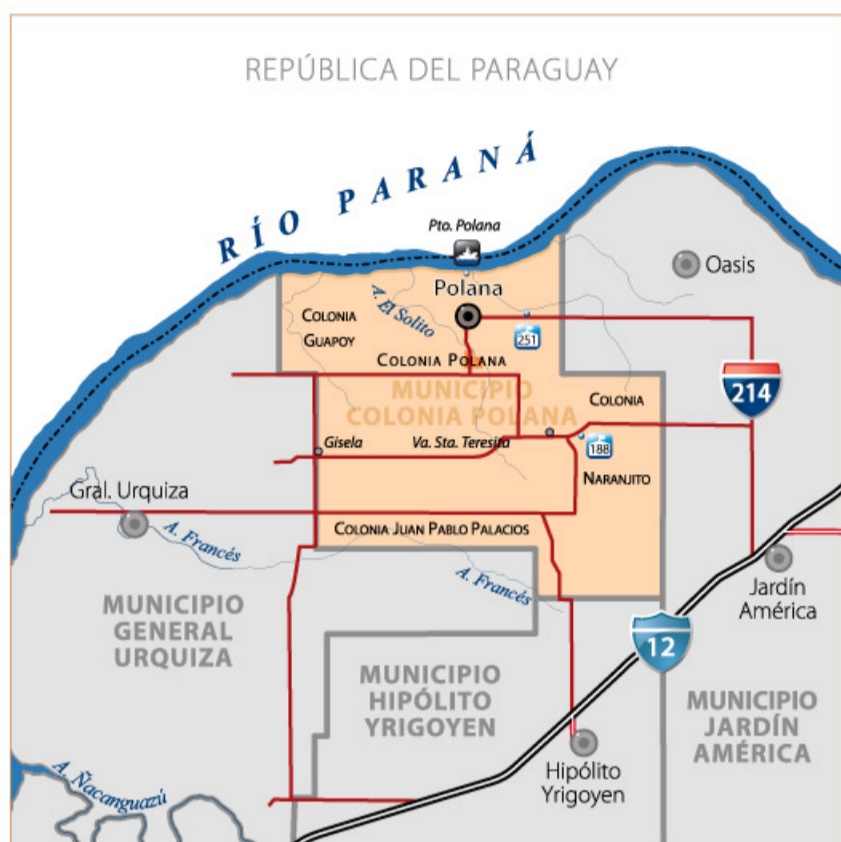 REPÚBLICA DEL PARAGUAY
RÍO PARANÁ
Pto. Polana
Oasis
Polana
A. El Solito
COLONIA
GUAPOY
251
COLONIA POLANA
MUNICIPIO
COLONIA POLANA
214
COLONIA
Gisela
Va. Sta. Teresita
188
NARANJITO
Gral. Urquiza
COLONIA JUAN PABLO PALACIOS
A. Francés
A. Francés
Jardín
América
MUNICIPIO
GENERAL
URQUIZA
12
MUNICIPIO
HIPÓLITO
YRIGOYEN
MUNICIPIO
JARDÍN
AMÉRICA
Hipólito
Yrigoyen
A. Ñacanguazú